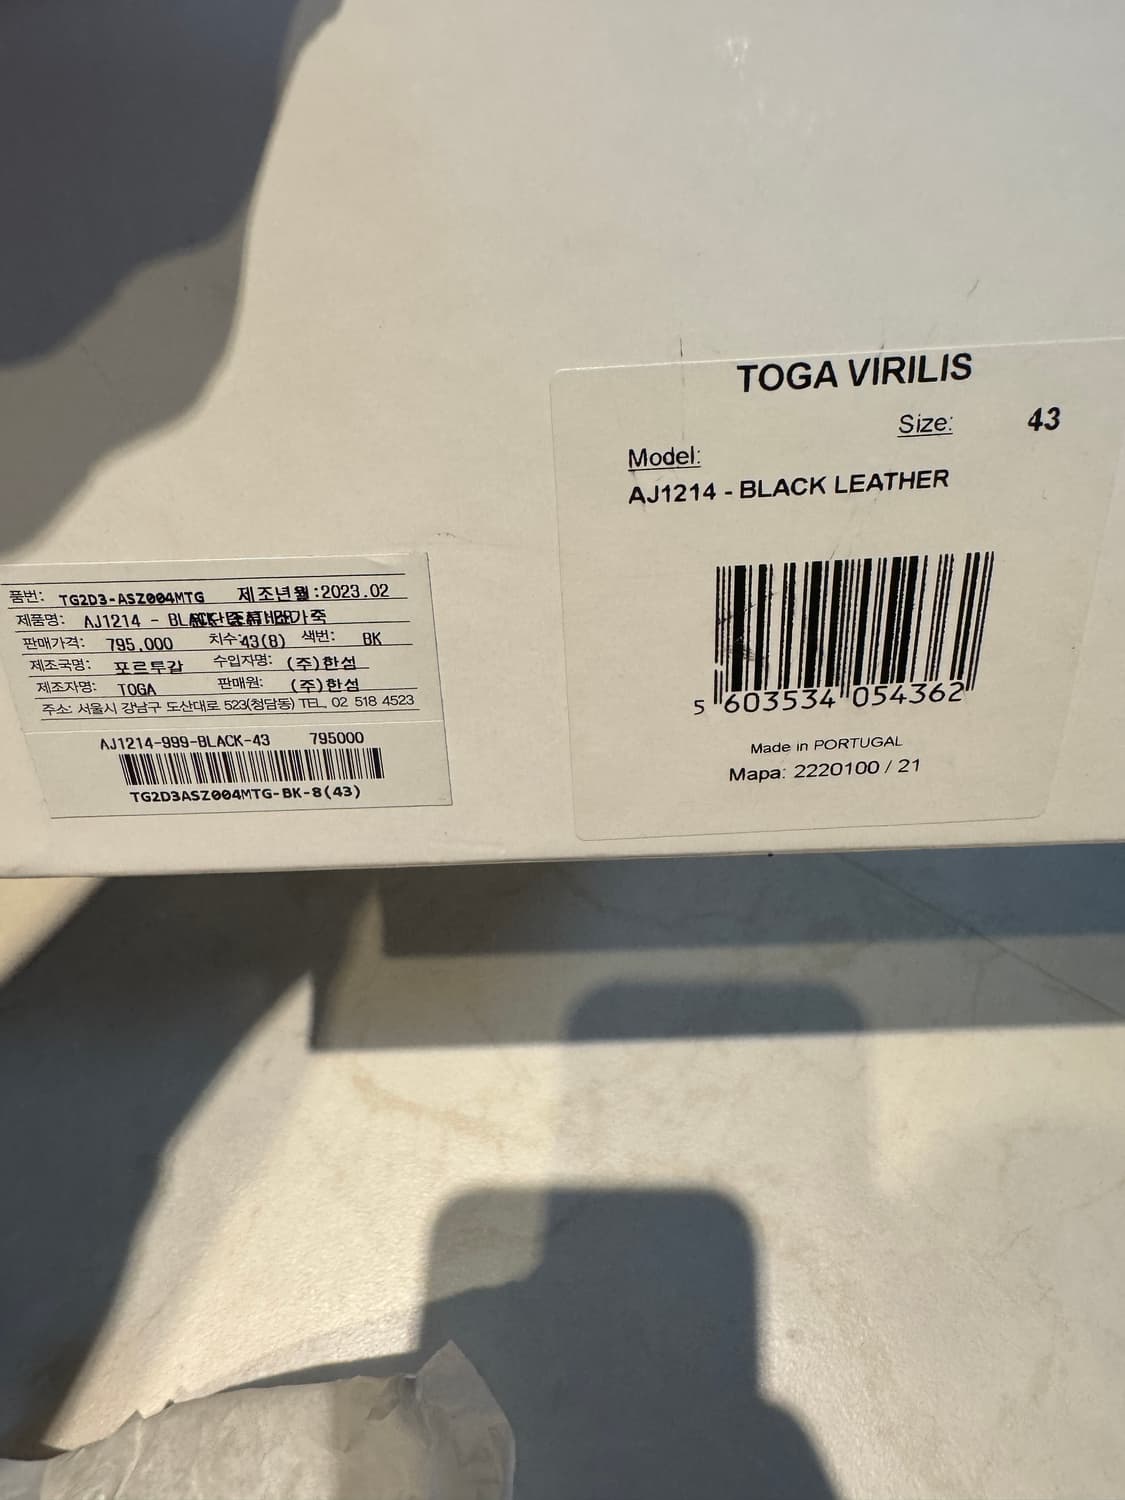 TOGA VIRILIS
Size: 43
Model:
AJ1214 - BLACK LEATHER
5 603534 054362
Made in PORTUGAL
Mapa: 2220100 / 21
품번: TG2D3-ASZ004MTG 제조년월:2023.02
제품명: AJ1214 - BLACK 가죽
판매가격: 795,000 치수:43(8) 색번: BK
제조국명: 포르투갈 수입자명: (주)한섬
제조자명: TOGA 판매원: (주)한섬
주소: 서울시 강남구 도산대로 523(청담동) TEL. 02 518 4523
AJ1214-999-BLACK-43 795000
TG2D3ASZ004MTG-BK-8(43)